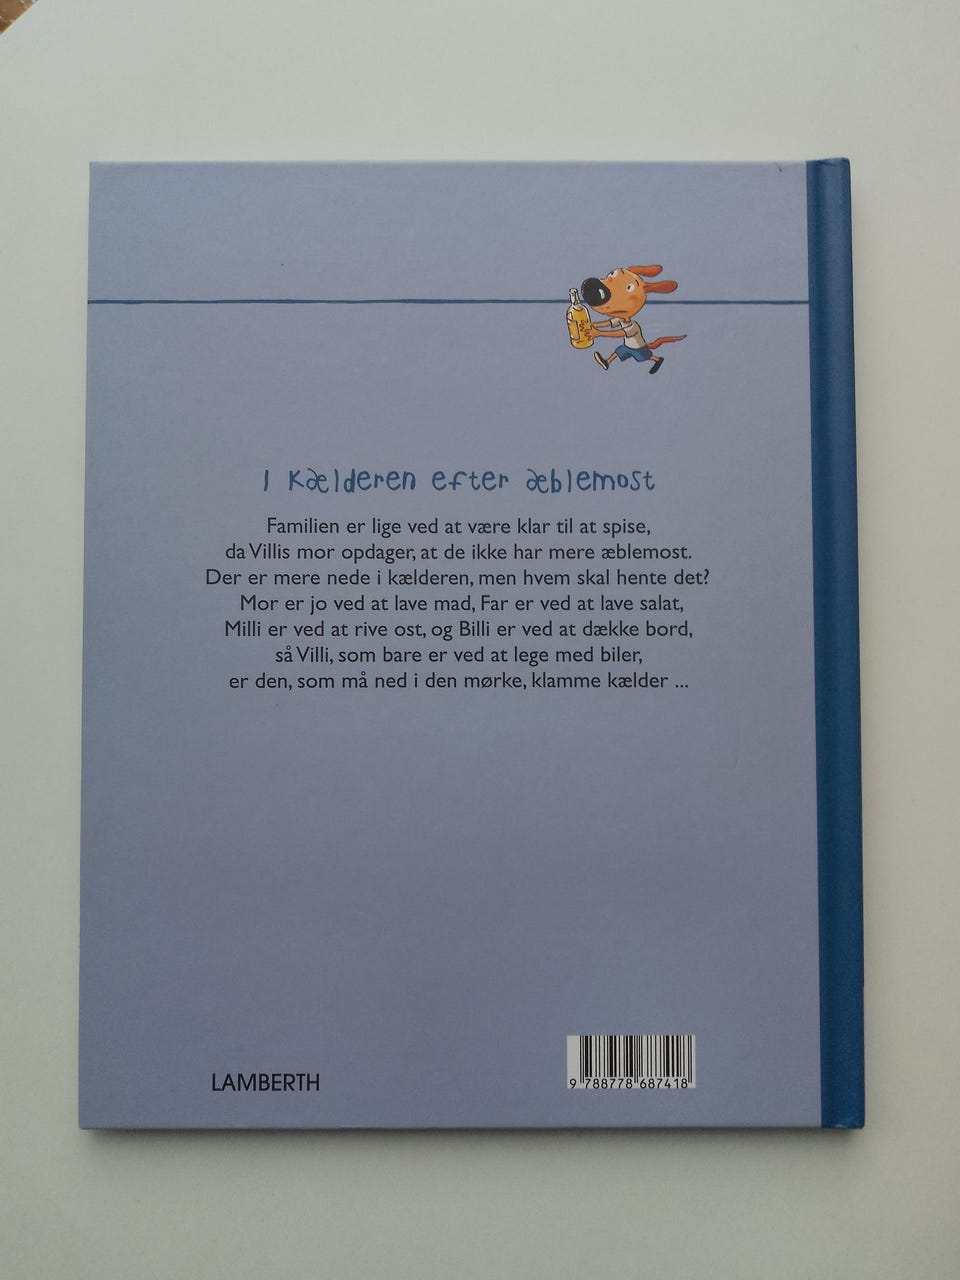 I Kælderen efter æblemost
Familien er lige ved at være klar til at spise,
da Villis mor opdager, at de ikke har mere æblemost.
Der er mere nede i kælderen, men hvem skal hente det?
Mor er jo ved at lave mad, Far er ved at lave salat,
Milli er ved at rive ost, og Billi er ved at dække bord,
så Villi, som bare er ved at lege med biler,
er den, som må ned i den mørke, klamme kælder ...
LAMBERTH
9 788778 687418